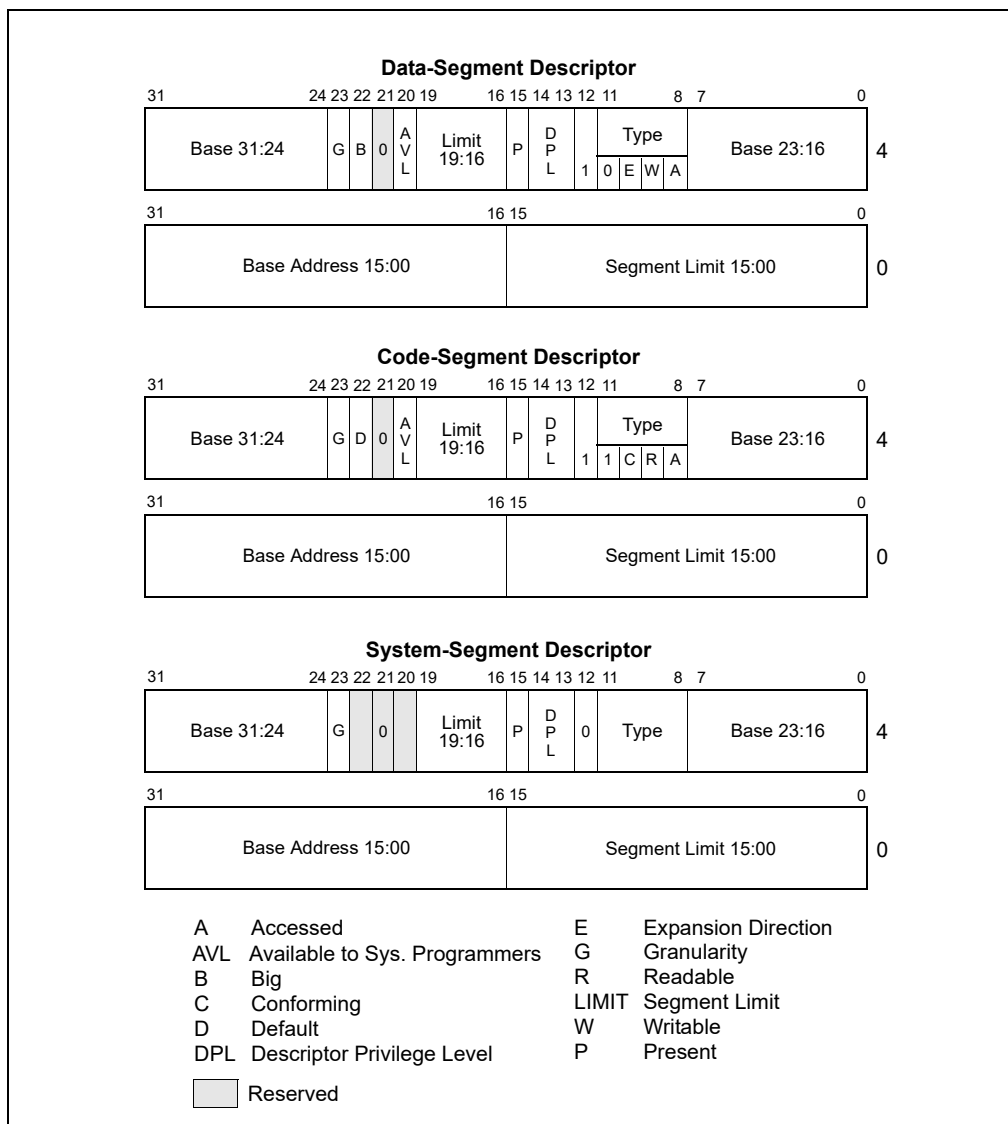 Data-Segment Descriptor
31 24 23 22 21 20 19 16 15 14 13 12 11 8 7 0
Base 31:24 G B 0 AVL Limit 19:16 P DPL 1 Type 0 E W A Base 23:16 4
31 16 15 0
Base Address 15:00 Segment Limit 15:00 0
Code-Segment Descriptor
31 24 23 22 21 20 19 16 15 14 13 12 11 8 7 0
Base 31:24 G D 0 AVL Limit 19:16 P DPL 1 Type 1 C R A Base 23:16 4
31 16 15 0
Base Address 15:00 Segment Limit 15:00 0
System-Segment Descriptor
31 24 23 22 21 20 19 16 15 14 13 12 11 8 7 0
Base 31:24 G 0 Limit 19:16 P DPL 0 Type Base 23:16 4
31 16 15 0
Base Address 15:00 Segment Limit 15:00 0
A Accessed
AVL Available to Sys. Programmers
B Big
C Conforming
D Default
DPL Descriptor Privilege Level
E Expansion Direction
G Granularity
R Readable
LIMIT Segment Limit
W Writable
P Present
Reserved